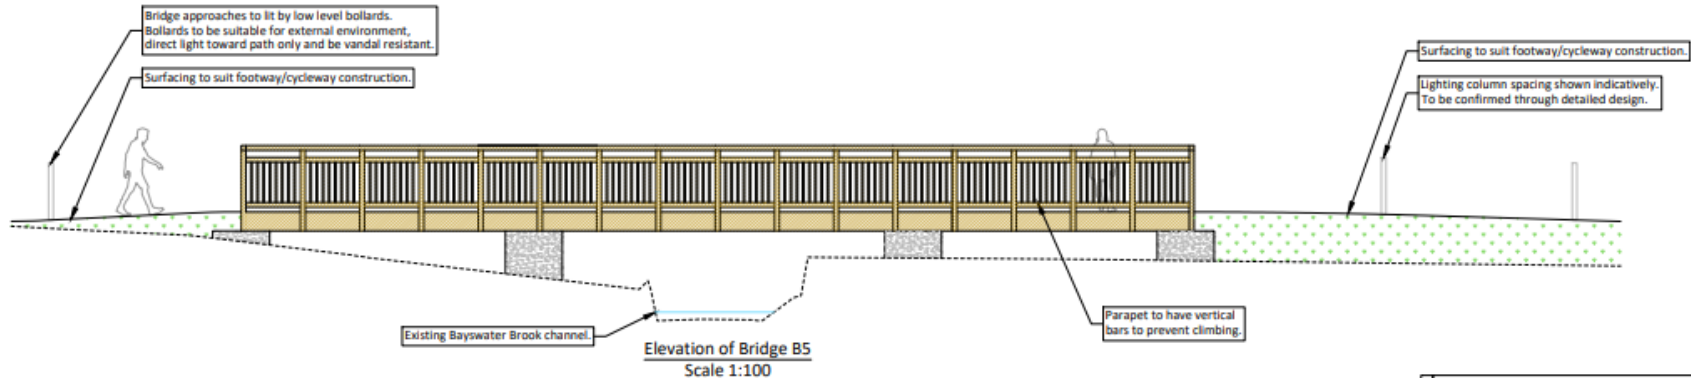 Bridge approaches to lit by low level bollards.
Bollards to be suitable for external environment,
direct light toward path only and be vandal resistant.
Surfacing to suit footway/cycleway construction.
Surfacing to suit footway/cycleway construction.
Lighting column spacing shown indicatively.
To be confirmed through detailed design.
Existing Bayswater Brook channel.
Parapet to have vertical
bars to prevent climbing.
Elevation of Bridge B5
Scale 1:100